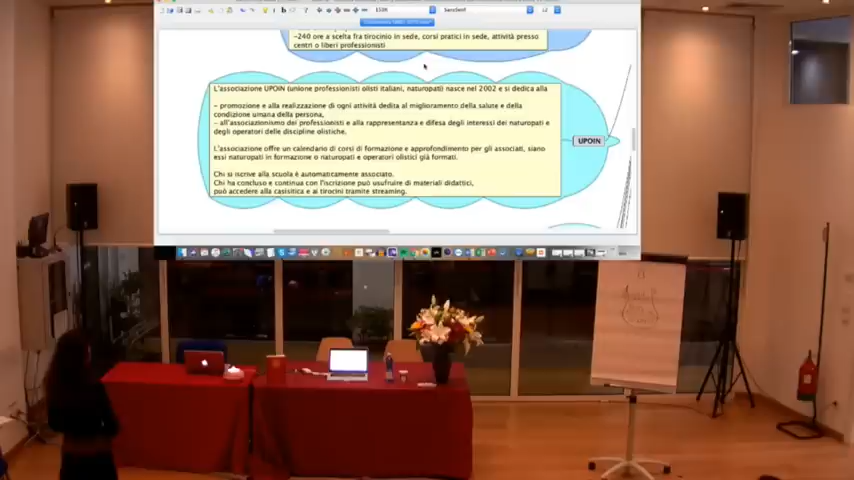 -240 ore a scelta fra tirocinio in sede, corsi pratici in sede, attività presso
centri o liberi professionisti
L'associazione UPOIN (unione professionisti olisti italiani, naturopati) nasce nel 2002 e si dedica alla
- promozione e alla realizzazione di ogni attività dedita al miglioramento della salute e della
condizione umana della persona,
- all'associazionismo dei professionisti e alla rappresentanza e difesa degli interessi dei naturopati e
degli operatori delle discipline olistiche.
L'associazione offre un calendario di corsi di formazione e approfondimento per gli associati, siano
essi naturopati in formazione o naturopati e operatori olistici già formati.
Chi si iscrive alla scuola è automaticamente associato.
Chi ha concluso e continua con l'iscrizione può usufruire di materiali didattici,
può accedere alla casisitica e ai tirocini tramite streaming.
UPOIN